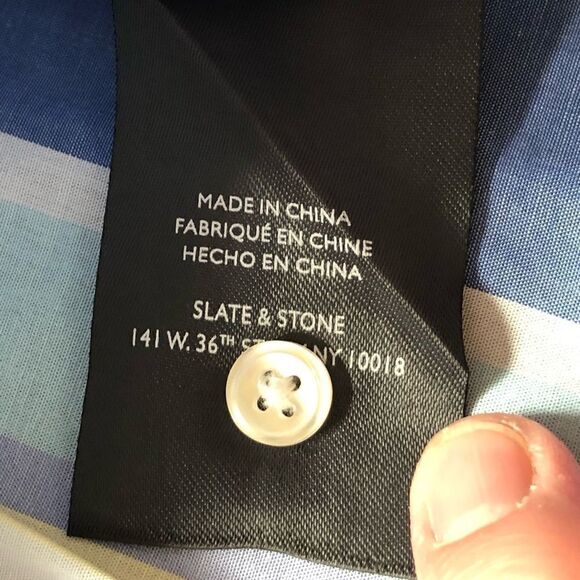 MADE IN CHINA
FABRIQUÉ EN CHINE
HECHO EN CHINA
SLATE & STONE
141 W. 36TH NY 10018